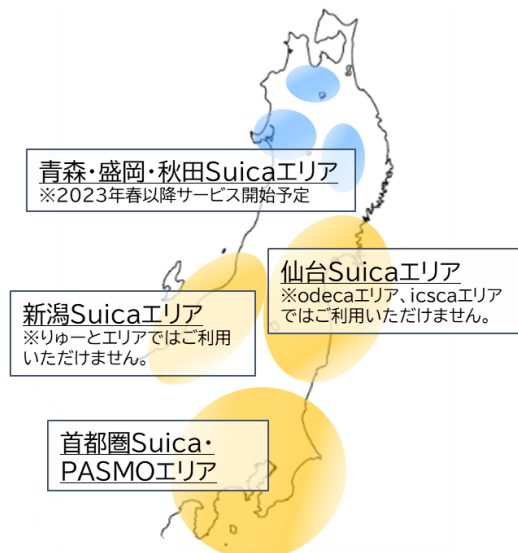 青森・盛岡・秋田Suicaエリア
※2023年春以降サービス開始予定
仙台Suicaエリア
※odecaエリア、icscaエリア
ではご利用いただけません。
新潟Suicaエリア
※りゅーとエリアではご利用
いただけません。
首都圏Suica・
PASMOエリア